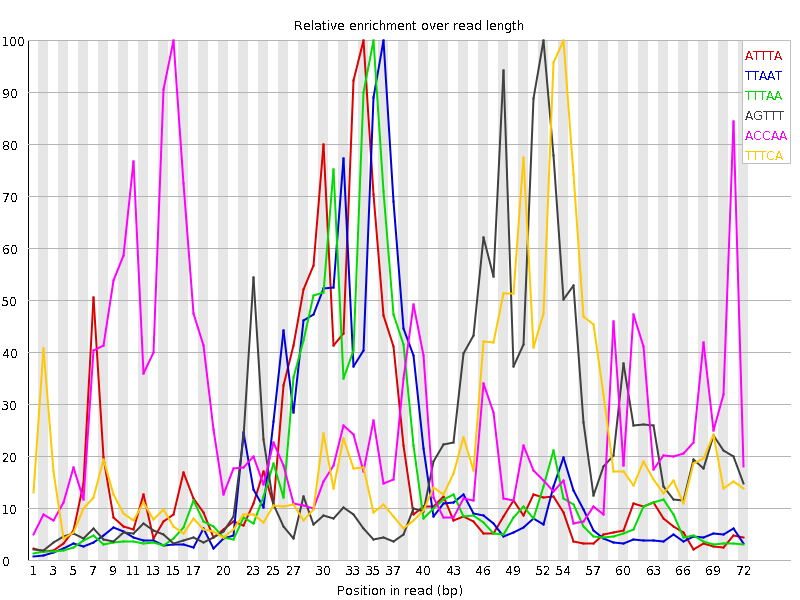 Relative enrichment over read length
100
90
80
70
60
50
40
30
20
10
0
ATTTA
TTAAT
TTTAA
AGTTT
ACCAA
TTTCA
1 3 5 7 9 11 13 15 17 20 23 25 27 30 33 35 37 40 43 46 49 52 54 57 60 63 66 69 72
Position in read (bp)